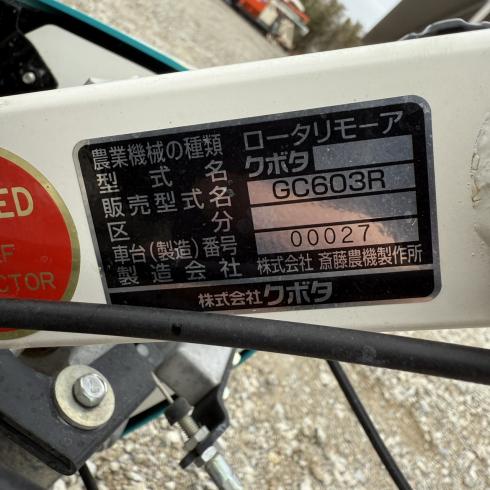 農業機械の種類 ロータリモーア
型式名 クボタ
販売型式名 GC603R
区分
車台(製造)番号 00027
製造会社 株式会社 斎藤農機製作所
株式会社クボタ
ED
F
CTOR